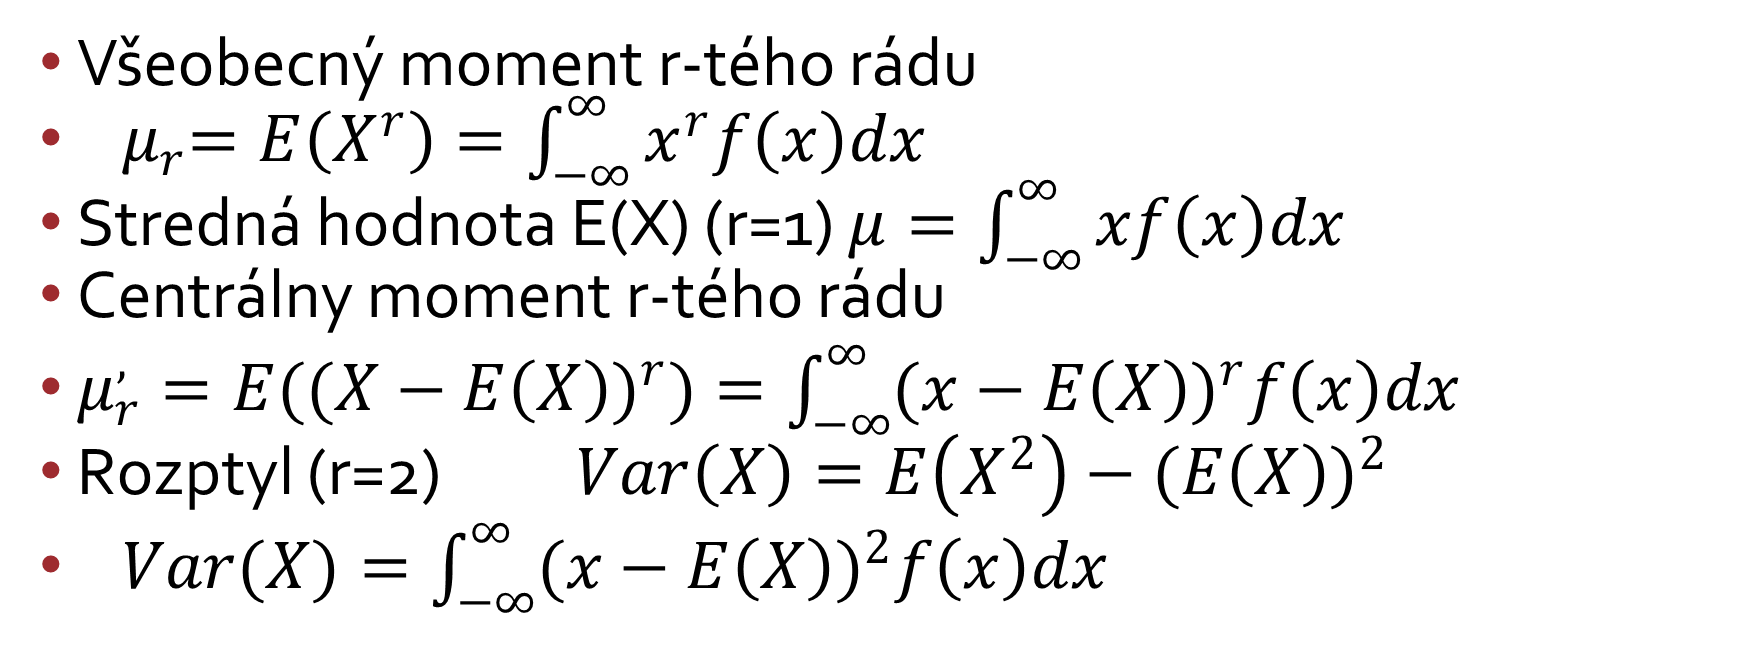 • Všeobecný moment r-tého rádu
• μ_r= E(X^r) = ∫_{−∞}^{∞} x^r f(x)dx
• Stredná hodnota E(X) (r=1) μ = ∫_{−∞}^{∞} xf(x)dx
• Centrálny moment r-tého rádu
• μ_r^’ = E((X − E(X))^r) = ∫_{−∞}^{∞}(x − E(X))^r f(x)dx
• Rozptyl (r=2) Var(X) = E(X^2) − (E(X))^2
• Var(X) = ∫_{−∞}^{∞}(x − E(X))^2 f(x)dx